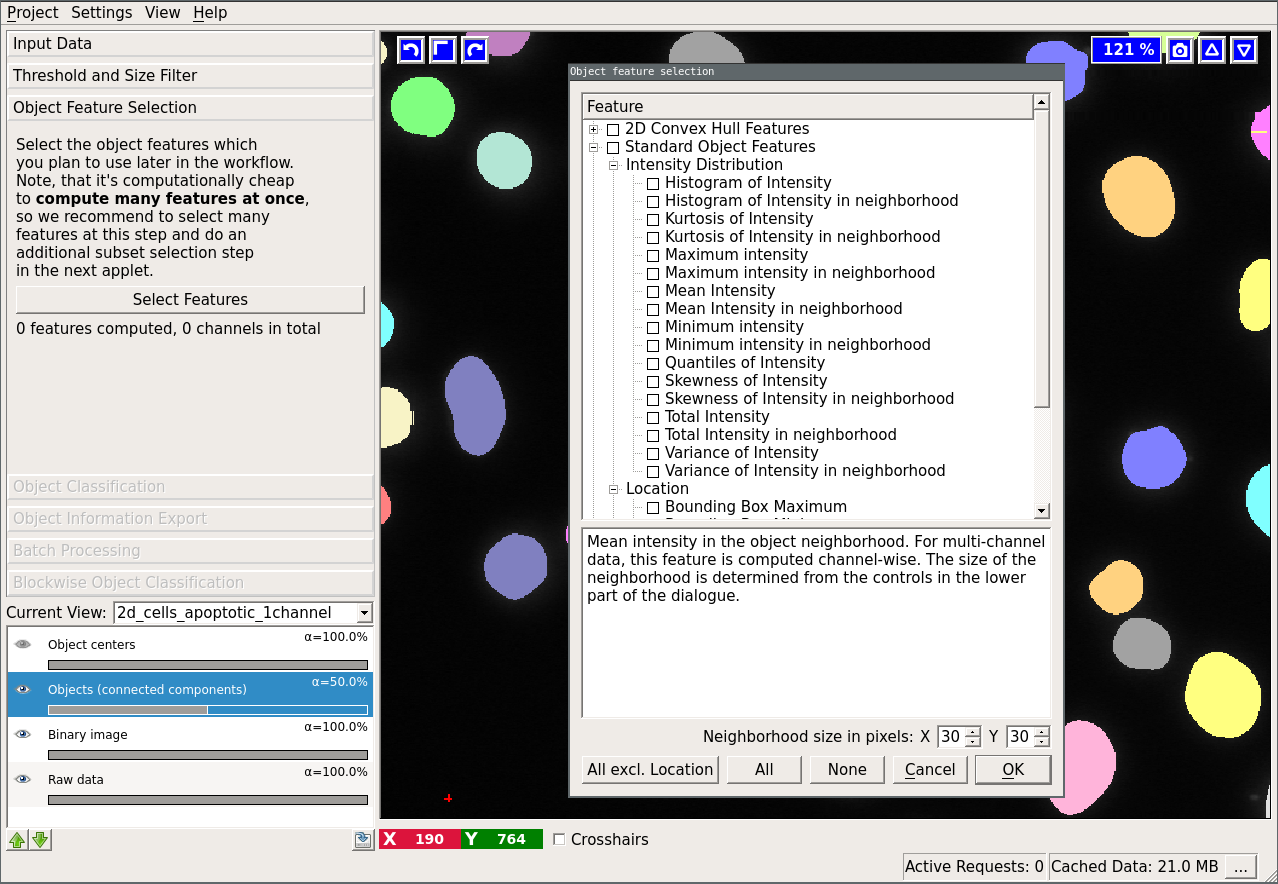 Project Settings View Help
Input Data
Threshold and Size Filter
Object Feature Selection
Select the object features which
you plan to use later in the workflow.
Note, that it's computationally cheap
to compute many features at once,
so we recommend to select many
features at this step and do an
additional subset selection step
in the next applet.
Select Features
0 features computed, 0 channels in total
Object Classification
Object Information Export
Batch Processing
Blockwise Object Classification
Current View: 2d_cells_apoptotic_1channel
α=100.0%
Object centers
α=50.0%
Objects (connected components)
α=100.0%
Binary image
α=100.0%
Raw data
121 %
Object feature selection
Feature
2D Convex Hull Features
Standard Object Features
Intensity Distribution
Histogram of Intensity
Histogram of Intensity in neighborhood
Kurtosis of Intensity
Kurtosis of Intensity in neighborhood
Maximum intensity
Maximum intensity in neighborhood
Mean Intensity
Mean Intensity in neighborhood
Minimum intensity
Minimum intensity in neighborhood
Quantiles of Intensity
Skewness of Intensity
Skewness of Intensity in neighborhood
Total Intensity
Total Intensity in neighborhood
Variance of Intensity
Variance of Intensity in neighborhood
Location
Bounding Box Maximum
Mean intensity in the object neighborhood. For multi-channel
data, this feature is computed channel-wise. The size of the
neighborhood is determined from the controls in the lower
part of the dialogue.
Neighborhood size in pixels: X 30 Y 30
All excl. Location All None Cancel OK
X 190 Y 764 Crosshairs
Active Requests: 0 Cached Data: 21.0 MB ...